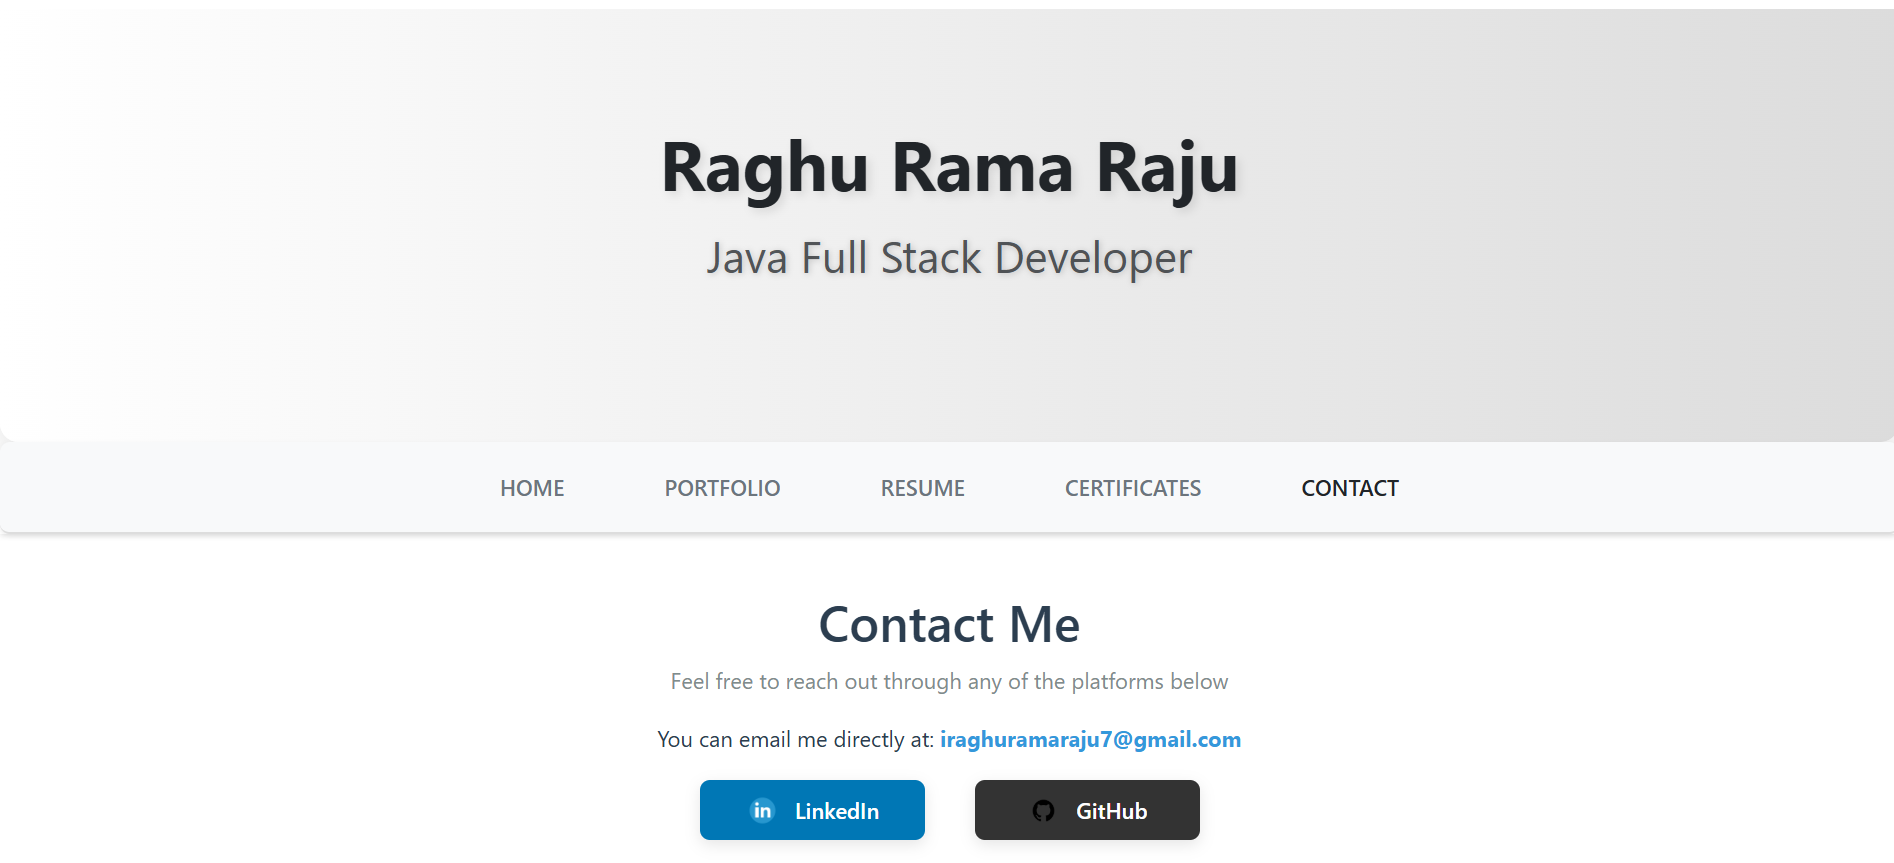 Raghu Rama Raju
Java Full Stack Developer
HOME PORTFOLIO RESUME CERTIFICATES CONTACT
Contact Me
Feel free to reach out through any of the platforms below
You can email me directly at: iraghuramaraju7@gmail.com
in LinkedIn GitHub